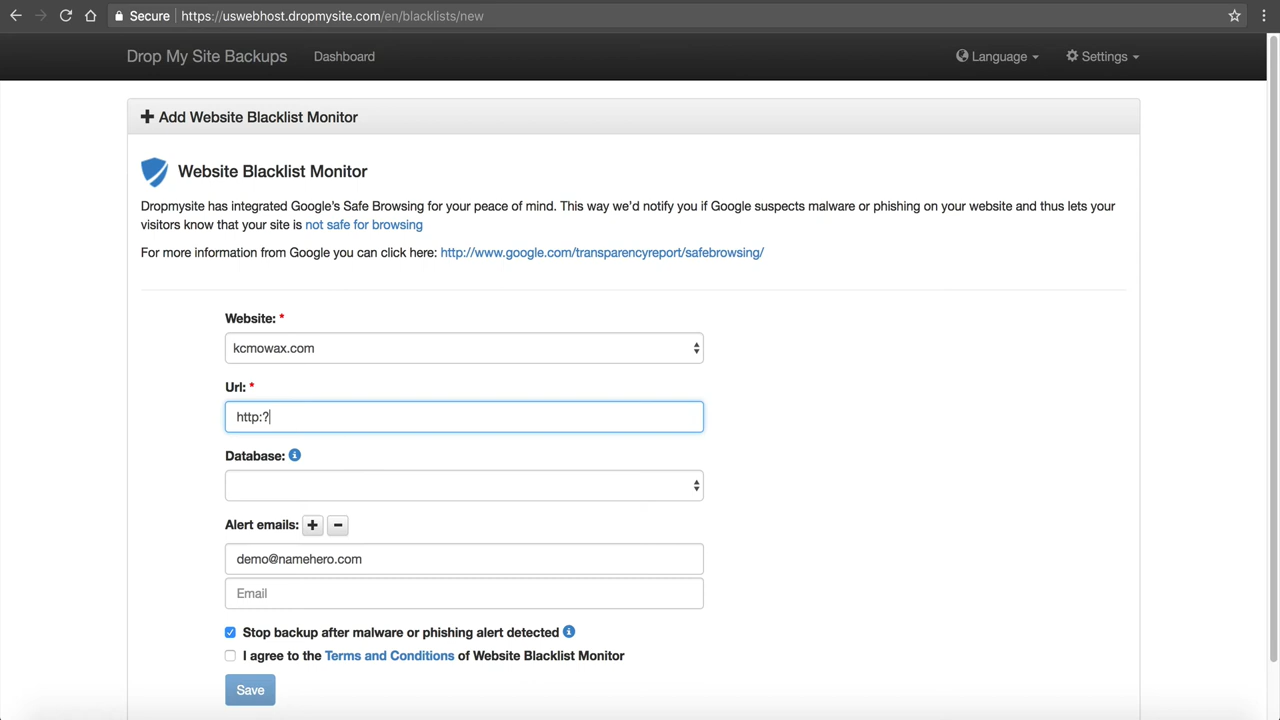 Secure https://uswebhost.dropmysite.com/en/blacklists/new
Drop My Site Backups Dashboard Language Settings
Add Website Blacklist Monitor
Website Blacklist Monitor
Dropmysite has integrated Google's Safe Browsing for your peace of mind. This way we'd notify you if Google suspects malware or phishing on your website and thus lets your
visitors know that your site is not safe for browsing
For more information from Google you can click here: http://www.google.com/transparencyreport/safebrowsing/
Website: *
kcmowax.com
Url: *
http:?
Database:
Alert emails:
demo@namehero.com
Email
Stop backup after malware or phishing alert detected
I agree to the Terms and Conditions of Website Blacklist Monitor
Save